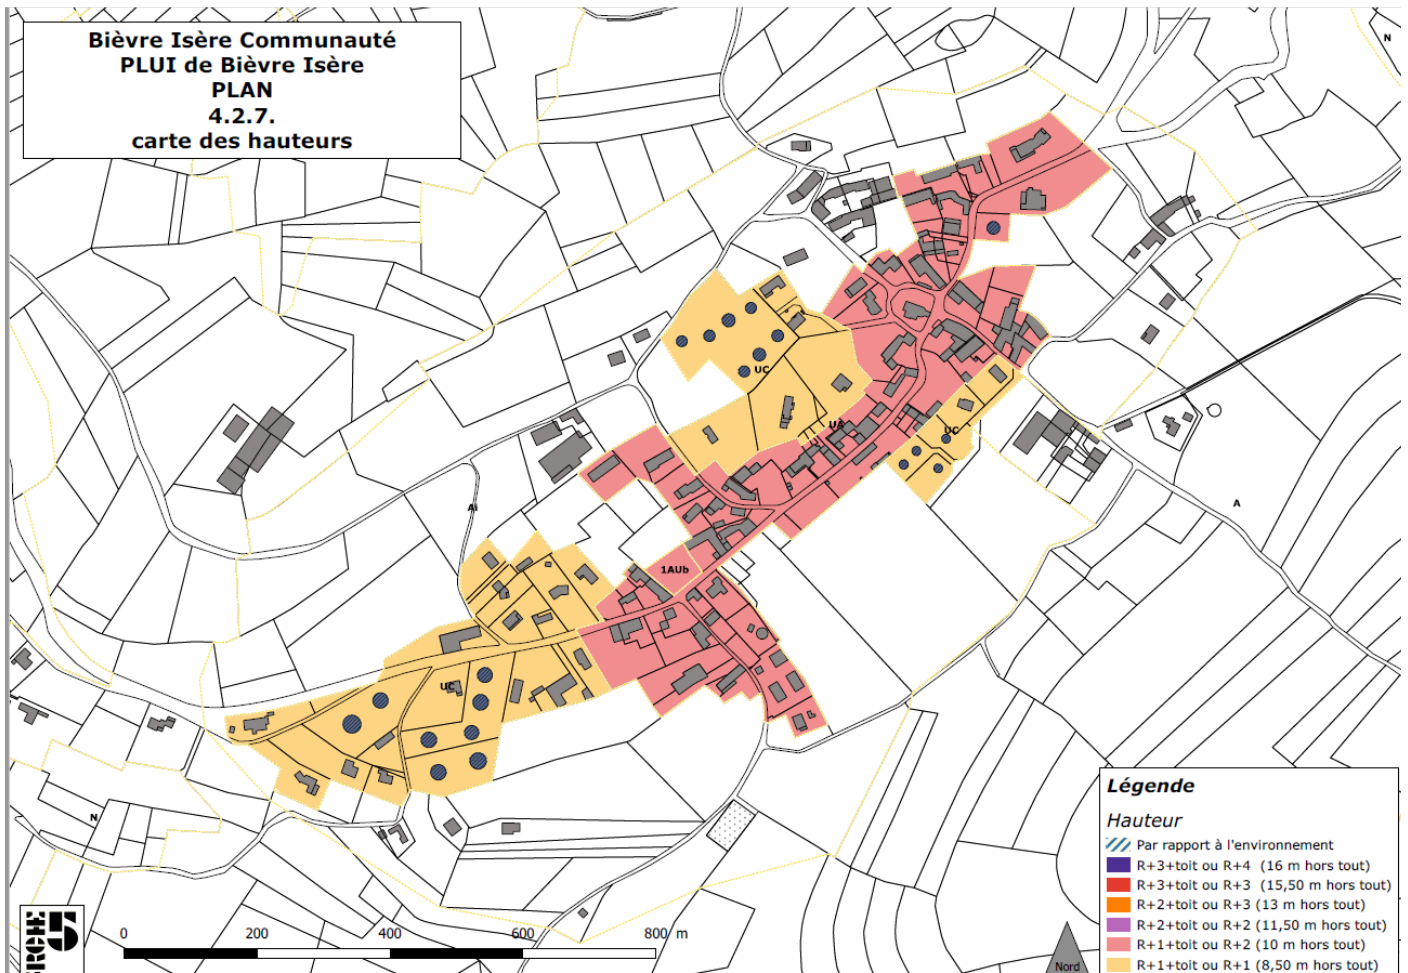 Bièvre Isère Communauté
PLUI de Bièvre Isère
PLAN
4.2.7.
carte des hauteurs
N
UC
UA
UC
A
AI
1AUb
UC
N
Légende
Hauteur
Par rapport à l'environnement
R+3+toit ou R+4 (16 m hors tout)
R+3+toit ou R+3 (15,50 m hors tout)
R+2+toit ou R+3 (13 m hors tout)
R+2+toit ou R+2 (11,50 m hors tout)
R+1+toit ou R+2 (10 m hors tout)
R+1+toit ou R+1 (8,50 m hors tout)
0 200 400 600 800 m
Nord
ERCHE
5